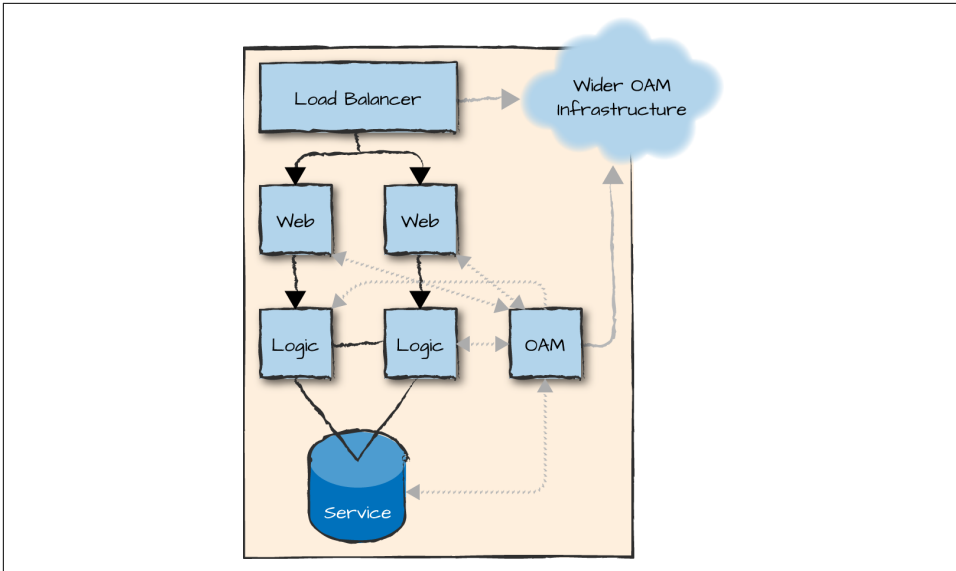 Load Balancer
Wider OAM
Infrastructure
Web
Web
Logic
Logic
OAM
Service